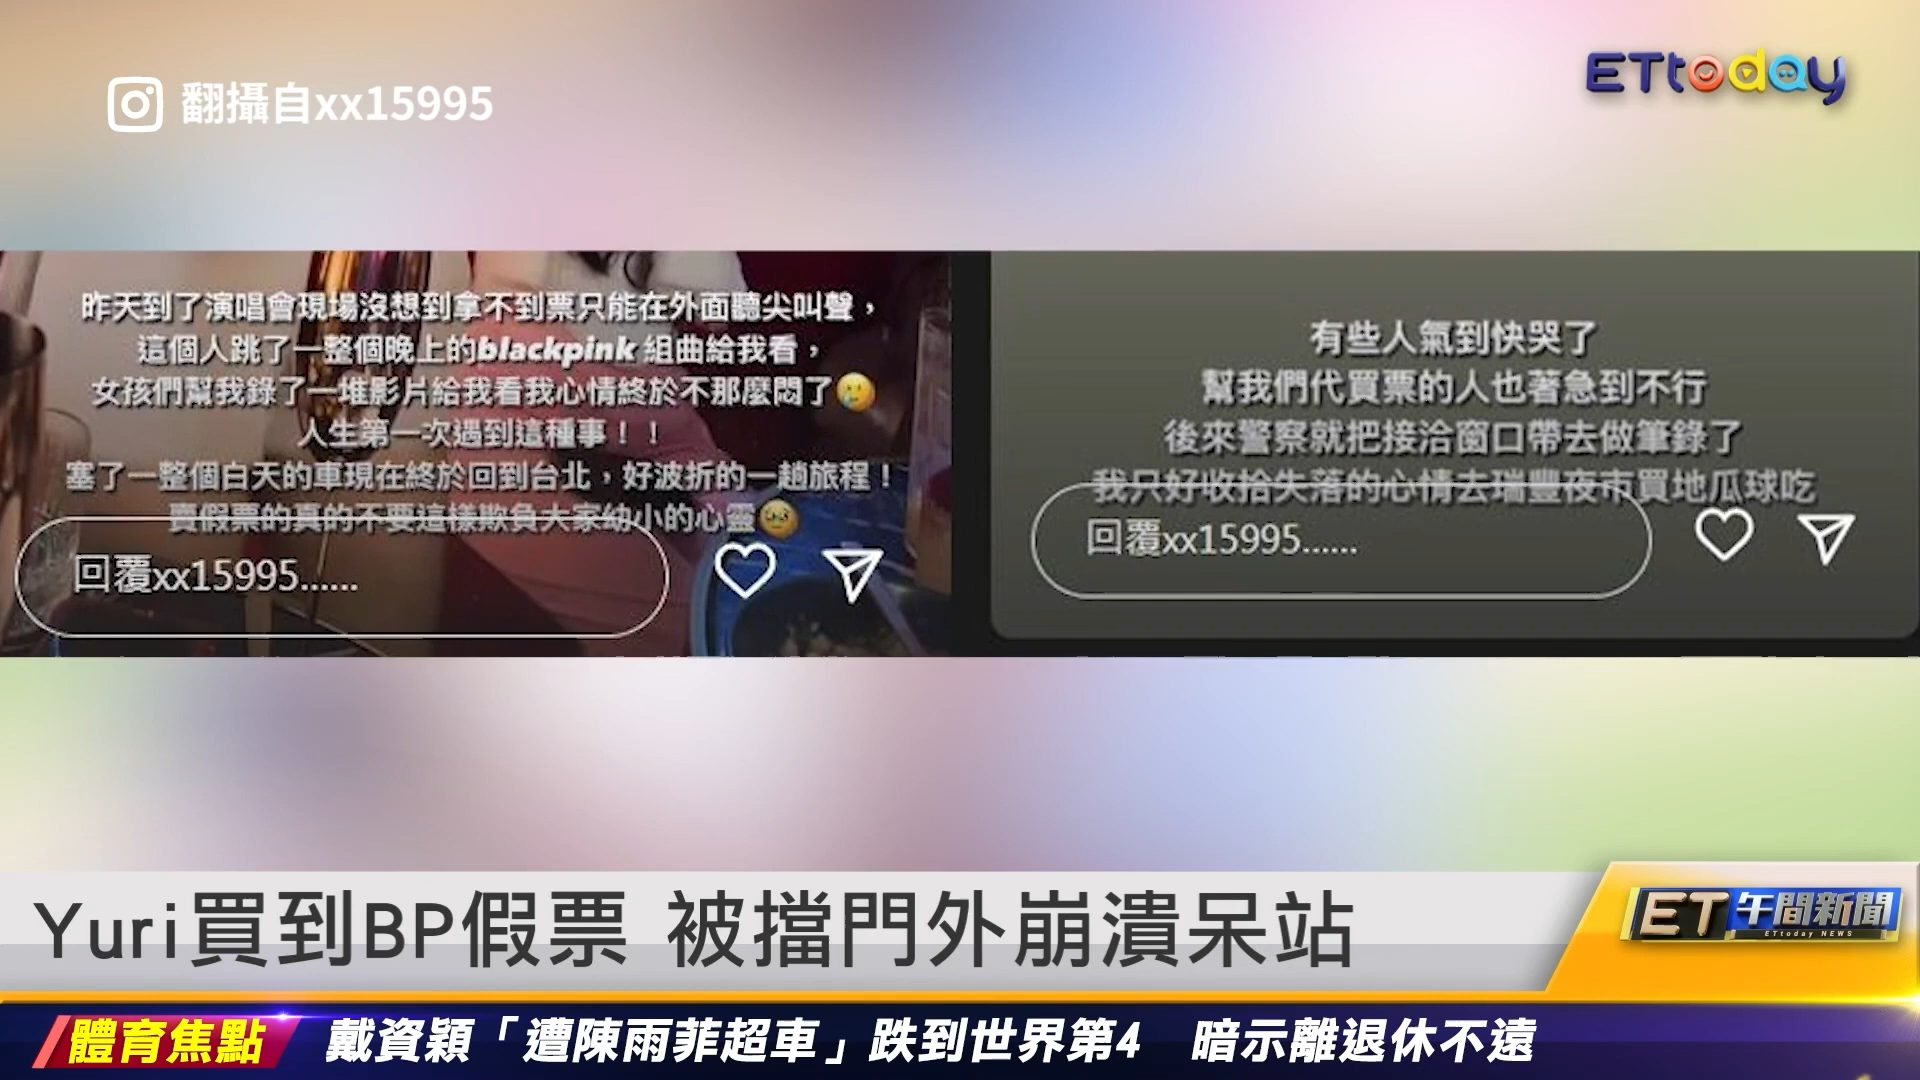 翻攝自xx15995
ETtoday
昨天到了演唱會現場沒想到拿不到票只能在外面聽尖叫聲，
這個人跳了一整個晚上的blackpink 組曲給我看，
女孩們幫我錄了一堆影片給我看我心情終於不那麼悶了🥲
人生第一次遇到這種事！！
塞了一整個白天的車現在終於回到台北，好波折的一趟旅程！
賣假票的真的不要這樣欺負大家幼小的心靈🥹
回覆xx15995......
有些人氣到快哭了
幫我們代買票的人也著急到不行
後來警察就把接洽窗口帶去做筆錄了
我只好收拾失落的心情去瑞豐夜市買地瓜球吃
回覆xx15995......
Yuri買到BP假票 被擋門外崩潰呆站
ET午間新聞
ETtoday NEWS
體育焦點 戴資穎「遭陳雨菲超車」跌到世界第4 暗示離退休不遠